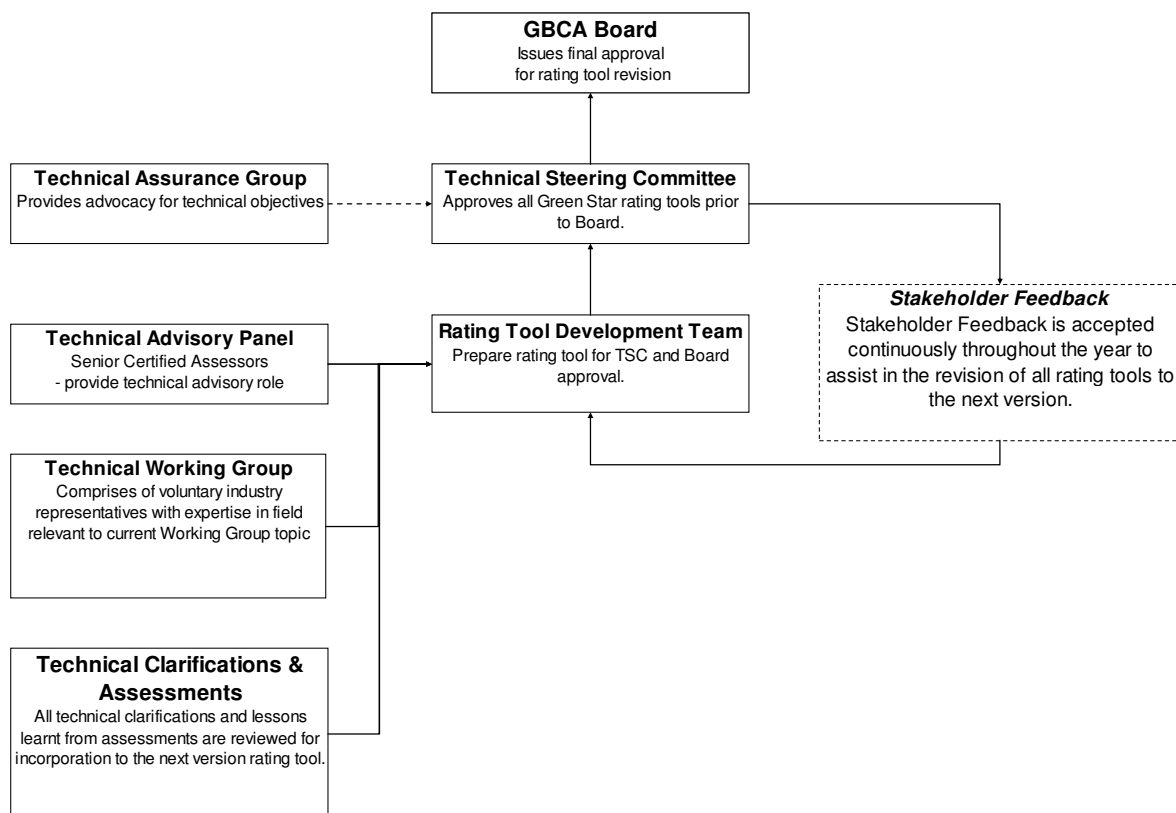 GBCA Board
Issues final approval
for rating tool revision
Technical Assurance Group
Provides advocacy for technical objectives
Technical Steering Committee
Approves all Green Star rating tools prior
to Board.
Stakeholder Feedback
Stakeholder Feedback is accepted
continuously throughout the year to
assist in the revision of all rating tools to
the next version.
Technical Advisory Panel
Senior Certified Assessors
- provide technical advisory role
Rating Tool Development Team
Prepare rating tool for TSC and Board
approval.
Technical Working Group
Comprises of voluntary industry
representatives with expertise in field
relevant to current Working Group topic
Technical Clarifications &
Assessments
All technical clarifications and lessons
learnt from assessments are reviewed for
incorporation to the next version rating tool.